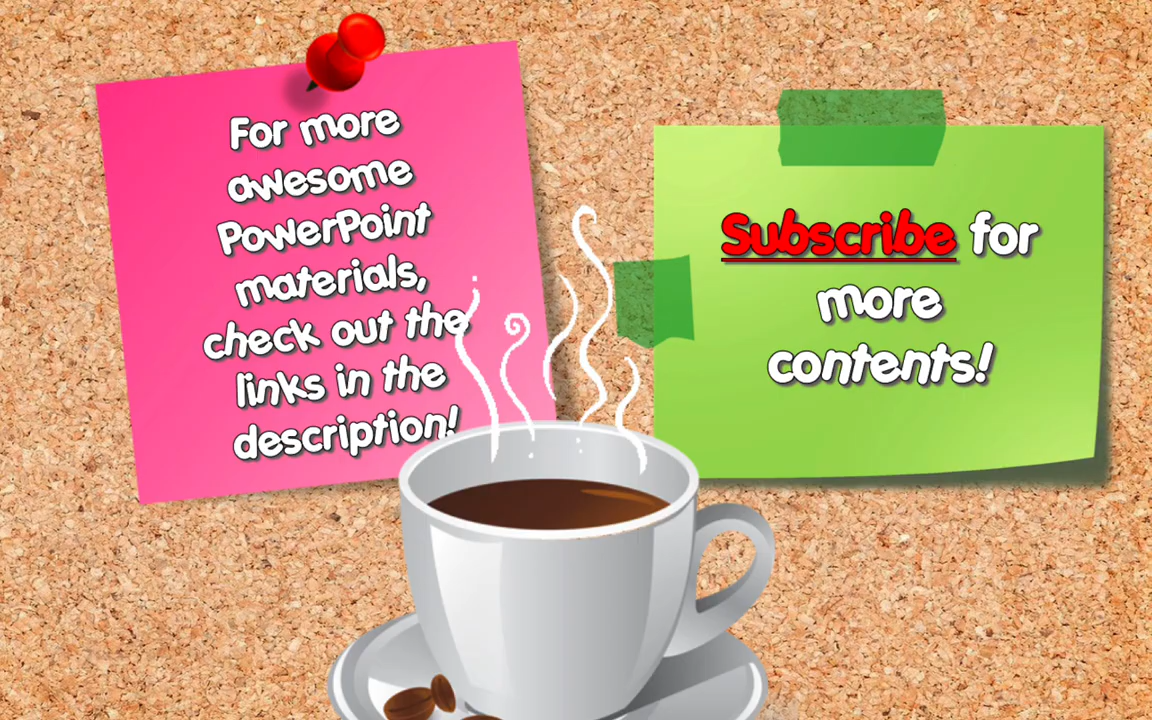 For more
awesome
PowerPoint
materials,
check out the
links in the
description!
Subscribe for
more
contents!